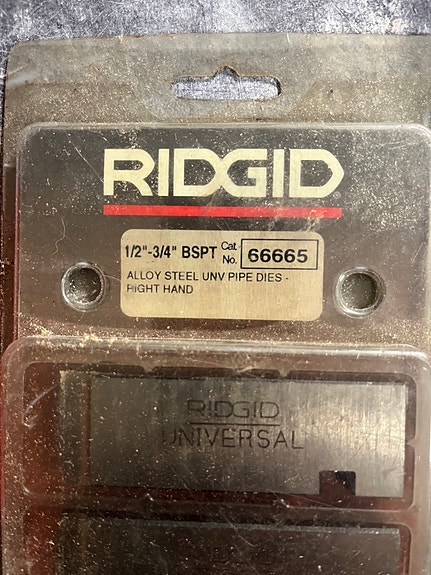 RIDGID
1/2"-3/4" BSPT Cat. No. 66665
ALLOY STEEL UNV PIPE DIES -
RIGHT HAND
RIDGID
UNIVERSAL